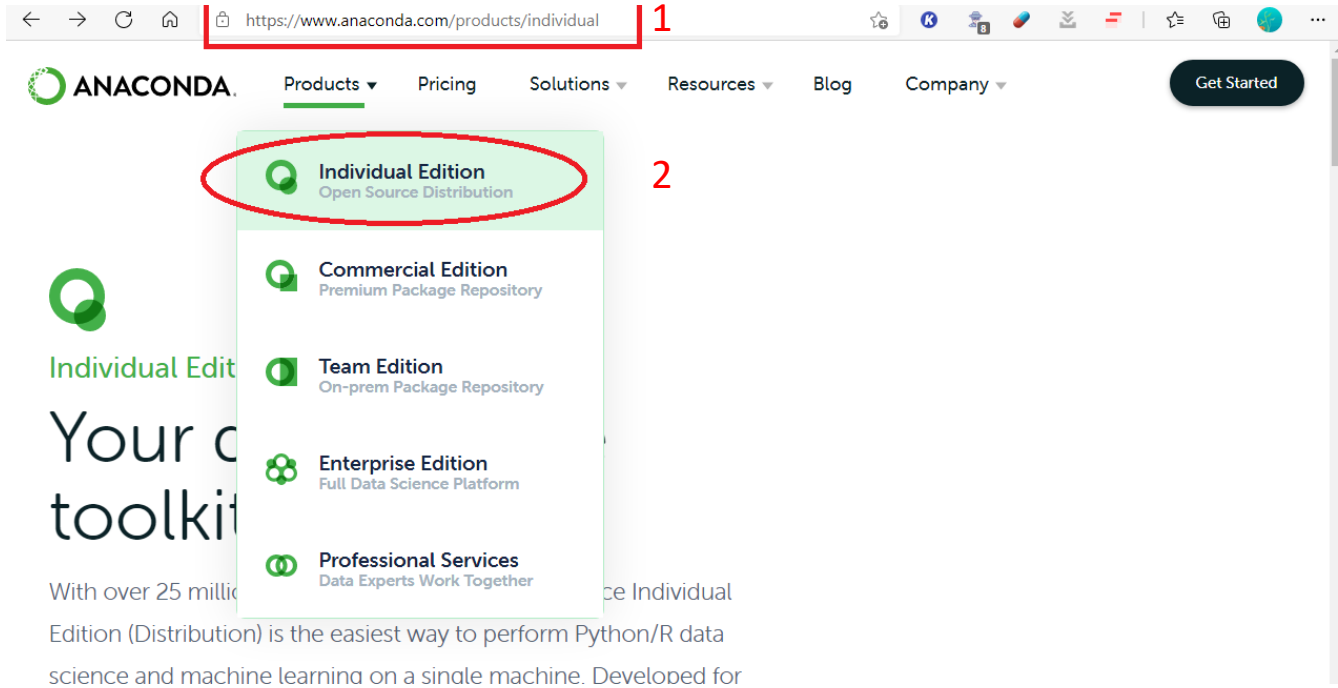 https://www.anaconda.com/products/individual
1
8
ANACONDA.
Products
Pricing
Solutions
Resources
Blog
Company
Get Started
Individual Edition
Open Source Distribution
2
Commercial Edition
Premium Package Repository
Team Edition
On-prem Package Repository
Enterprise Edition
Full Data Science Platform
Professional Services
Data Experts Work Together
Individual Edit
Your
toolkit
With over 25 millio
ce Individual
Edition (Distribution) is the easiest way to perform Python/R data
science and machine learning on a single machine. Developed for